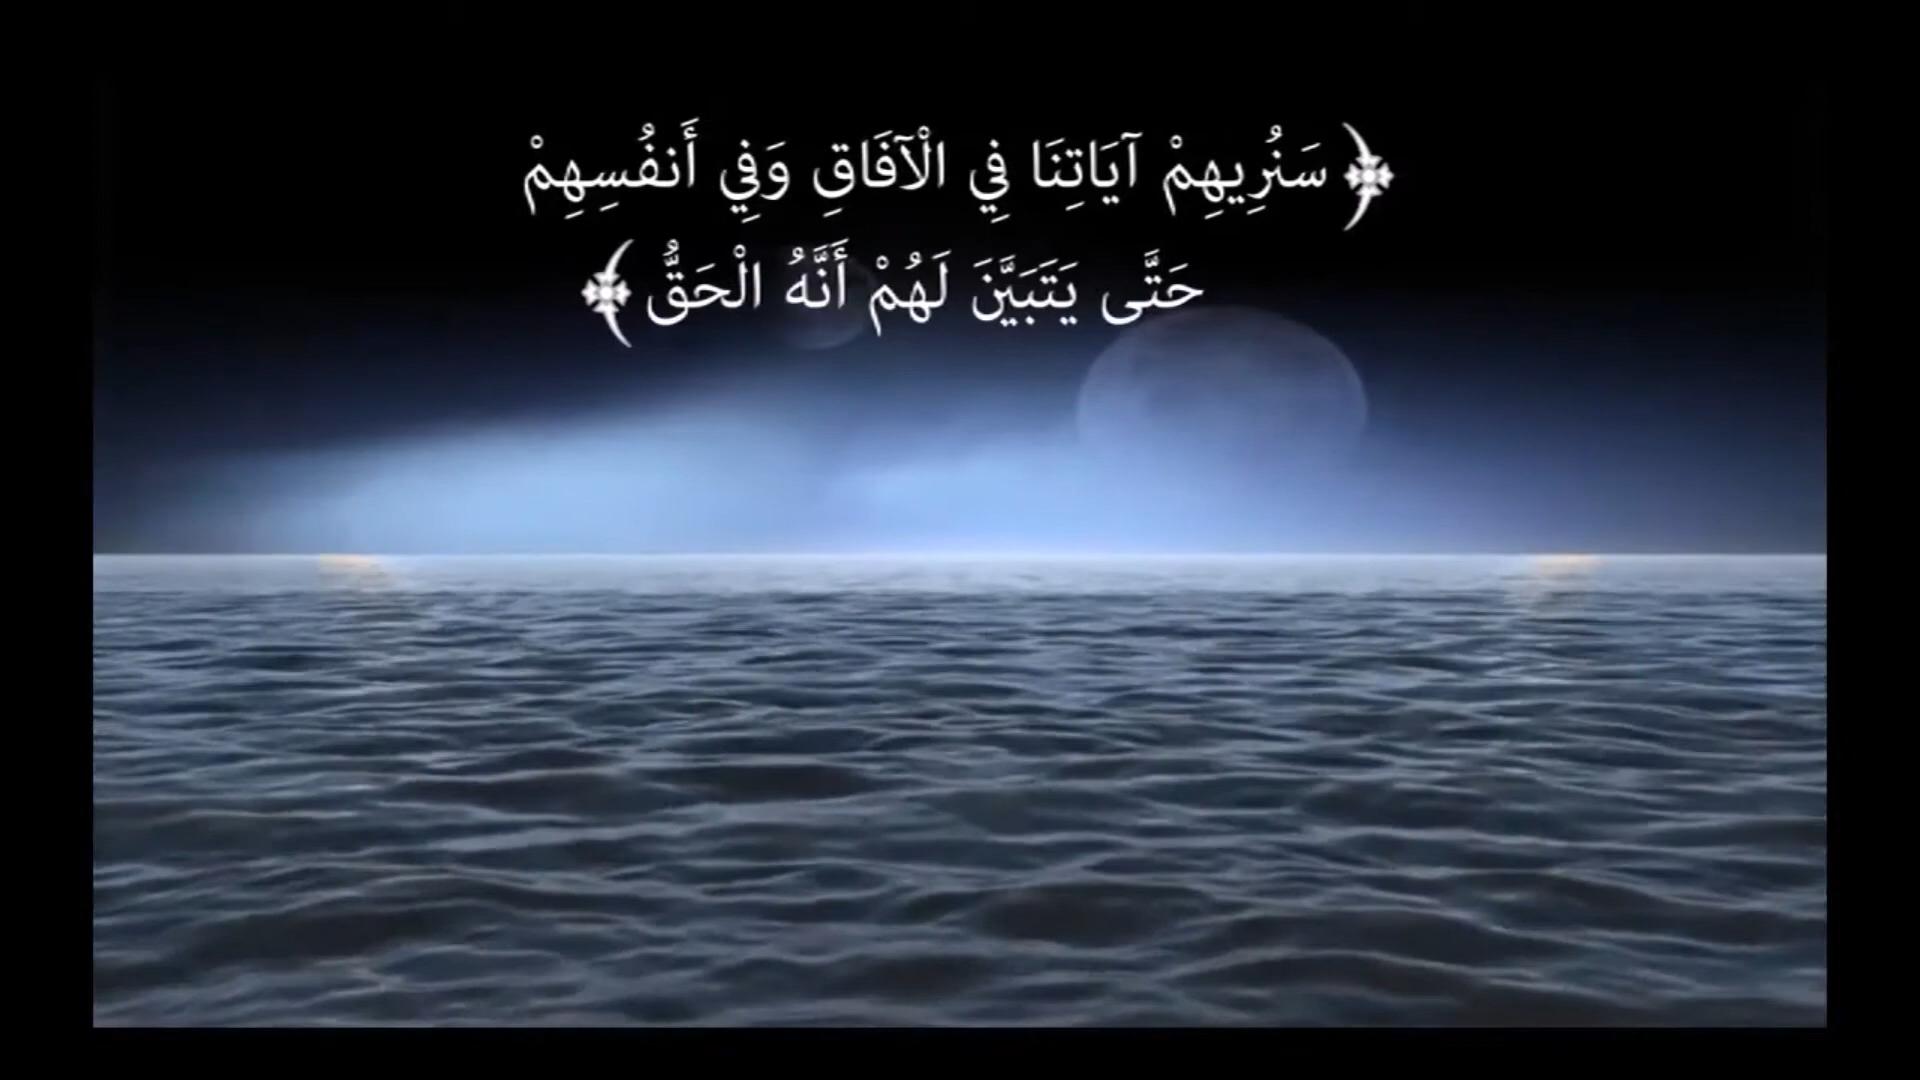 ﴿سَنُرِيهِمْ آيَاتِنَا فِي الْآفَاقِ وَفِي أَنفُسِهِمْ
حَتَّى يَتَبَيَّنَ لَهُمْ أَنَّهُ الْحَقُّ﴾